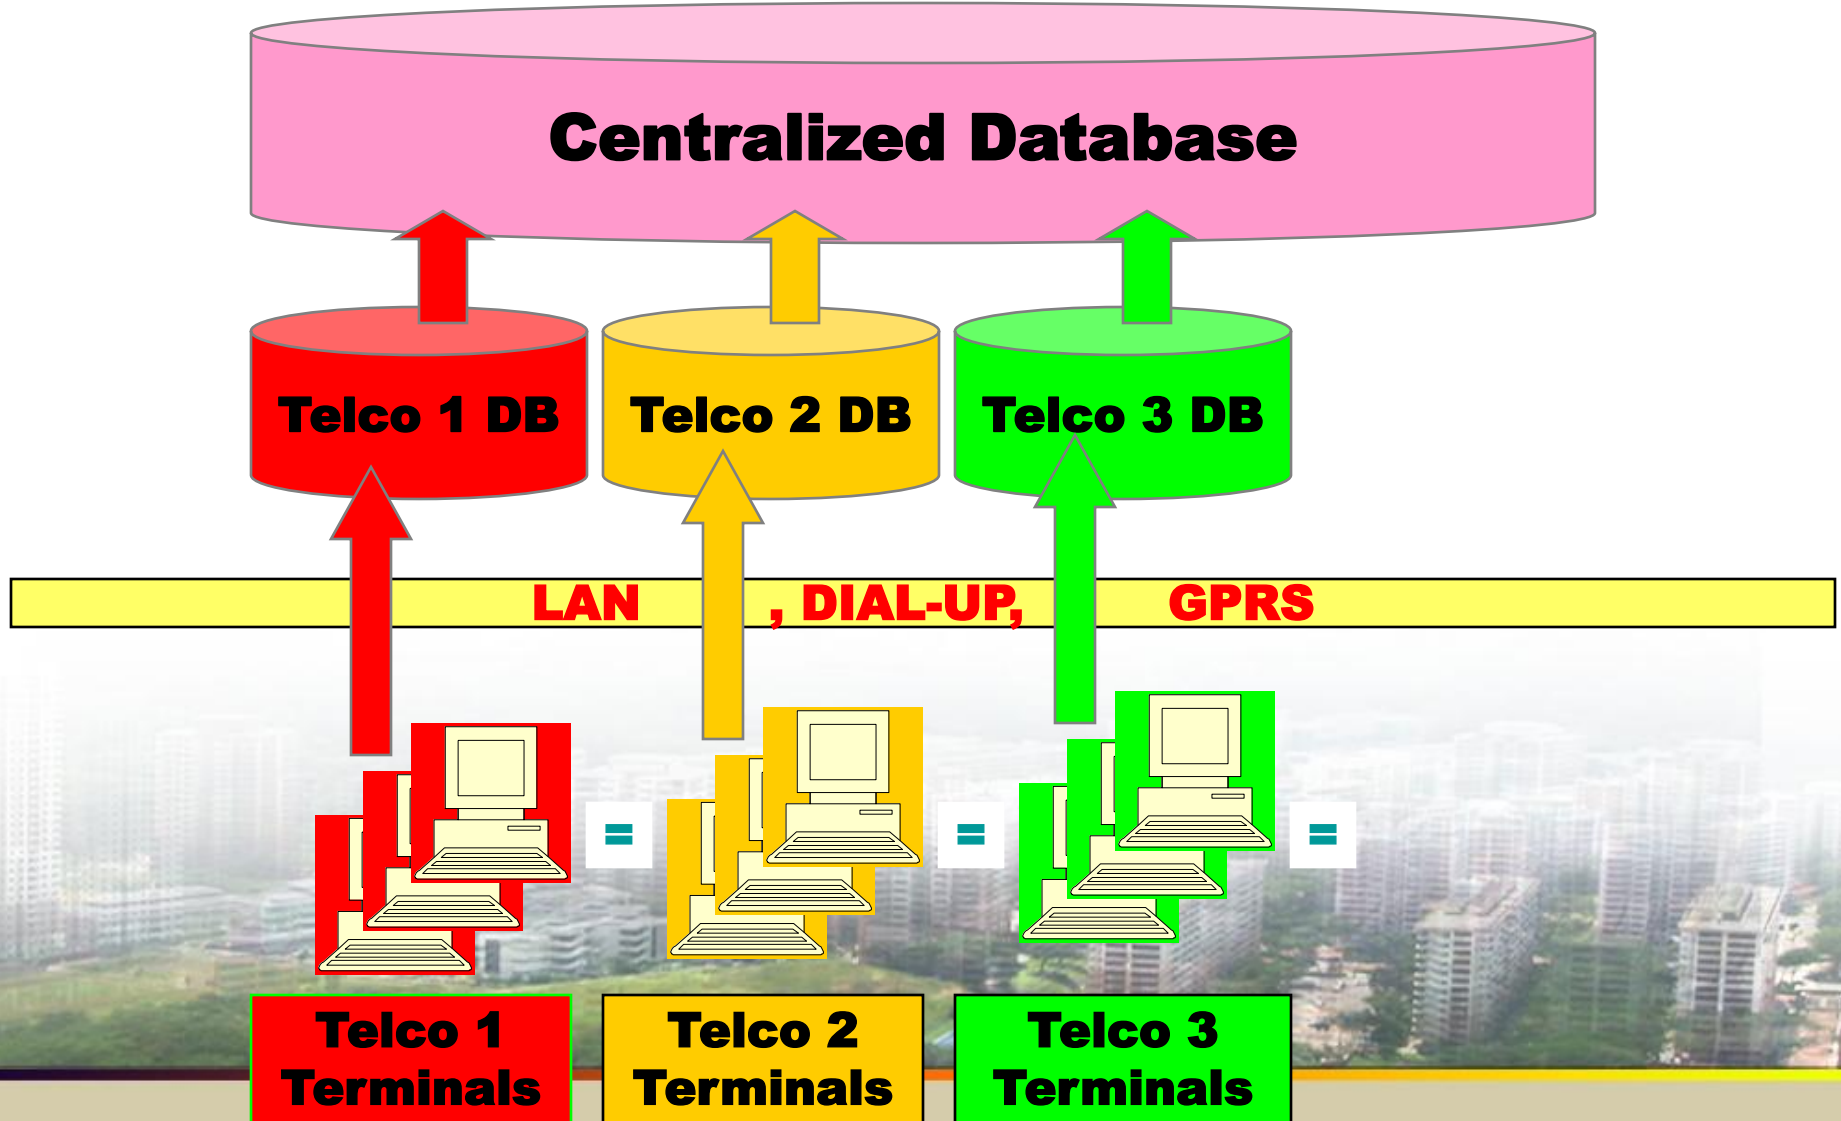 Centralized Database
Telco 1 DB
Telco 2 DB
Telco 3 DB
LAN , DIAL-UP, GPRS
=
=
=
Telco 1
Terminals
Telco 2
Terminals
Telco 3
Terminals